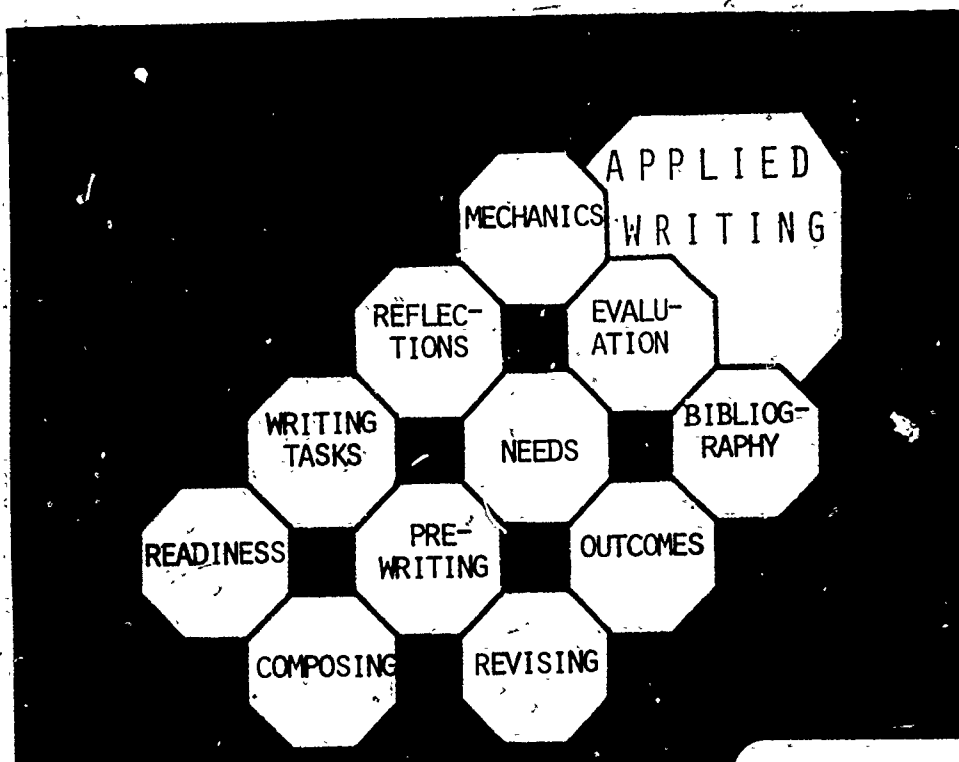 APPLIED
WRITING
MECHANICS
REFLEC-
TIONS
EVALU-
ATION
WRITING
TASKS
NEEDS
BIBLIOG-
RAPHY
READINESS
PRE-
WRITING
OUTCOMES
COMPOSING
REVISING